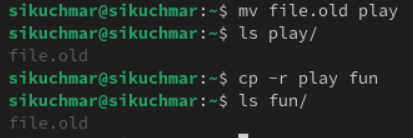 sikuchmar@sikuchmar:~$ mv file.old play
sikuchmar@sikuchmar:~$ ls play/
file.old
sikuchmar@sikuchmar:~$ cp -r play fun
sikuchmar@sikuchmar:~$ ls fun/
file.old